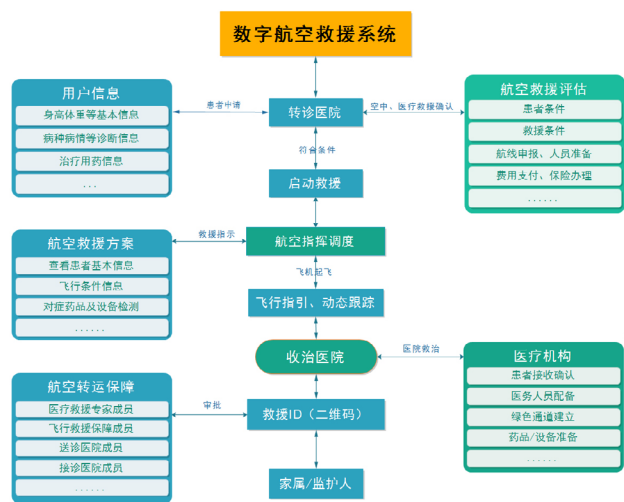 数字航空救援系统
用户信息
身高体重等基本信息
病种病情等诊断信息
治疗用药信息
...
患者申请
转诊医院
空中、医疗救援确认
航空救援评估
患者条件
救援条件
航线申报、人员准备
费用支付、保险办理
......
符合条件
启动救援
航空救援方案
查看患者基本信息
飞行条件信息
对症药品及设备检测
......
救援指示
航空指挥调度
飞机起飞
飞行指引、动态跟踪
收治医院
医院救治
医疗机构
患者接收确认
医务人员配备
绿色通道建立
药品/设备准备
......
航空转运保障
医疗救援专家成员
飞行救援保障成员
送诊医院成员
接诊医院成员
......
审批
救援ID（二维码）
家属/监护人